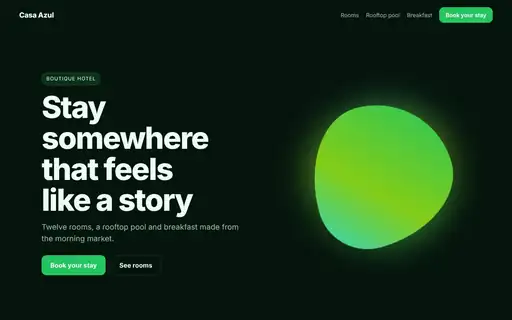 Casa Azul
Rooms
Rooftop pool
Breakfast
Book your stay
BOUTIQUE HOTEL
Stay
somewhere
that feels
like a story
Twelve rooms, a rooftop pool and breakfast made from
the morning market.
Book your stay
See rooms